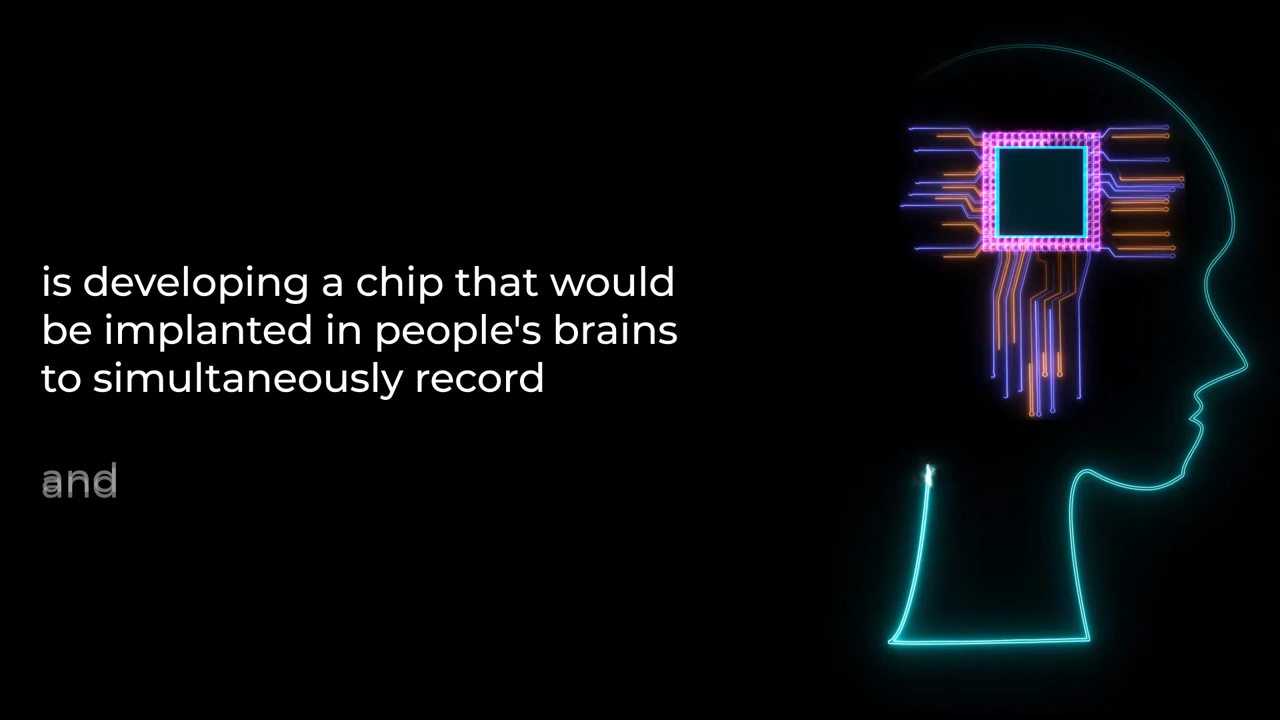 is developing a chip that would
be implanted in people's brains
to simultaneously record
and